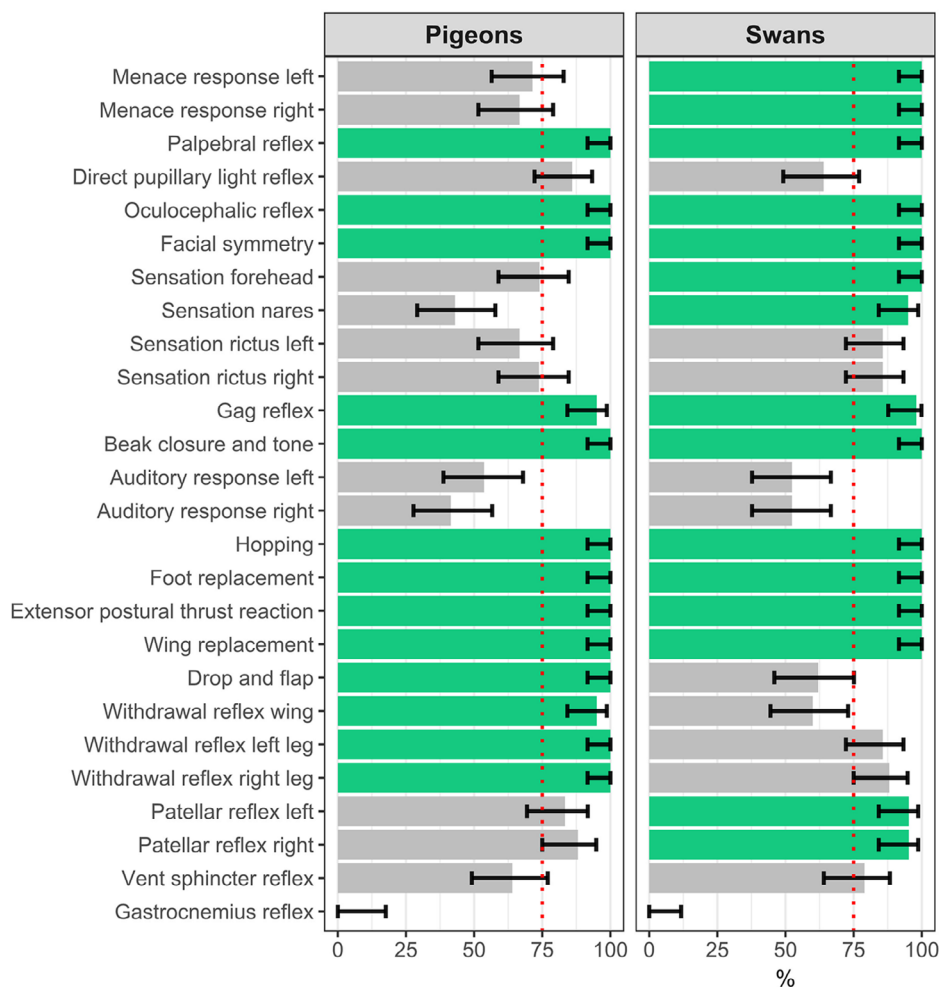 Pigeons
Swans
Menace response left
Menace response right
Palpebral reflex
Direct pupillary light reflex
Oculocephalic reflex
Facial symmetry
Sensation forehead
Sensation nares
Sensation rictus left
Sensation rictus right
Gag reflex
Beak closure and tone
Auditory response left
Auditory response right
Hopping
Foot replacement
Extensor postural thrust reaction
Wing replacement
Drop and flap
Withdrawal reflex wing
Withdrawal reflex left leg
Withdrawal reflex right leg
Patellar reflex left
Patellar reflex right
Vent sphincter reflex
Gastrocnemius reflex
0 25 50 75 100 0 25 50 75 100
%